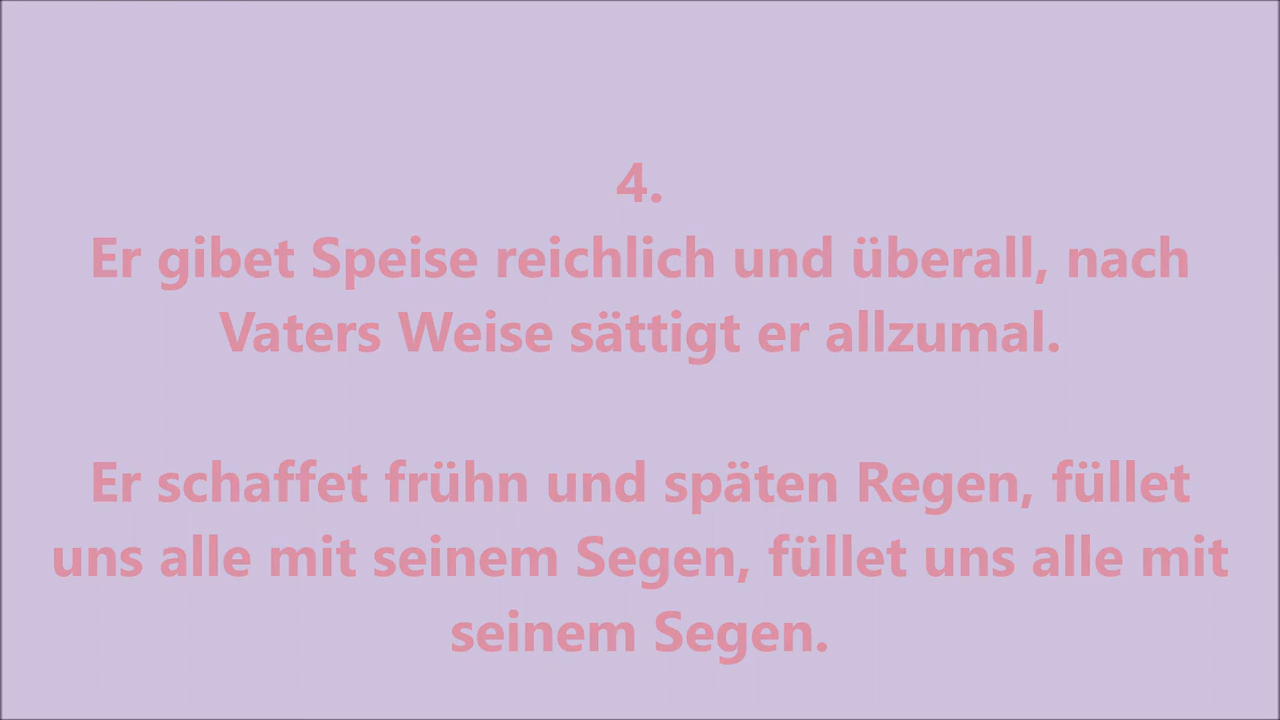 4.
Er gibet Speise reichlich und überall, nach
Vaters Weise sättigt er allzumal.
Er schaffet frühn und späten Regen, füllet
uns alle mit seinem Segen, füllet uns alle mit
seinem Segen.